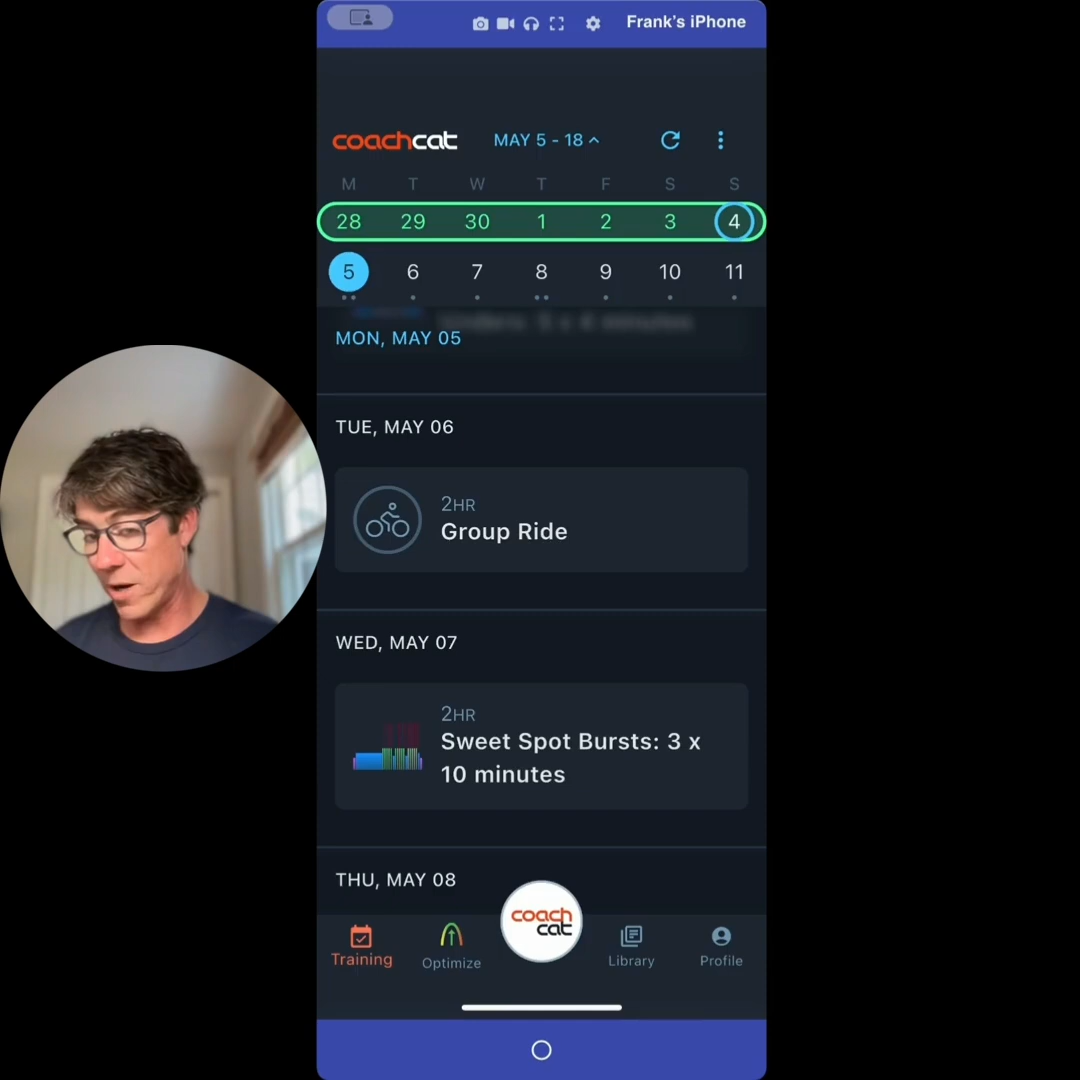 Frank's iPhone
coachcat MAY 5 - 18
M T W T F S S
28 29 30 1 2 3 4
5 6 7 8 9 10 11
MON, MAY 05
TUE, MAY 06
2HR
Group Ride
WED, MAY 07
2HR
Sweet Spot Bursts: 3 x
10 minutes
THU, MAY 08
coach
cat
Training Optimize Library Profile